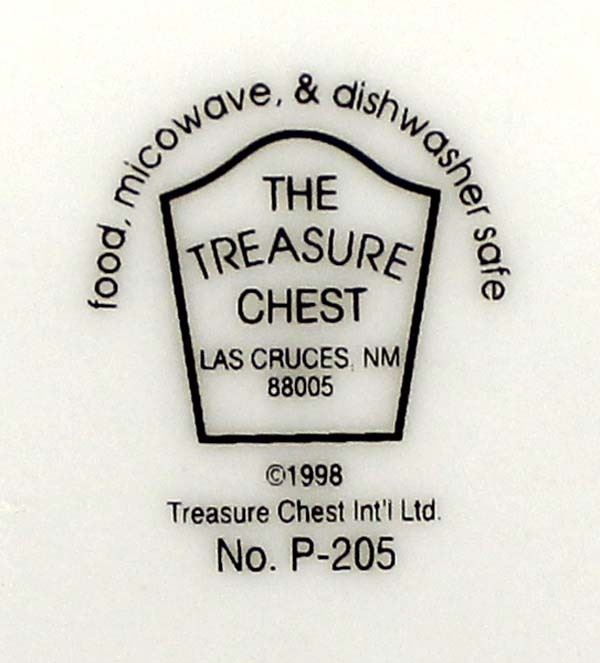 food, micowave, & dishwasher safe
THE
TREASURE
CHEST
LAS CRUCES, NM
88005
©1998
Treasure Chest Int'l Ltd.
No. P-205